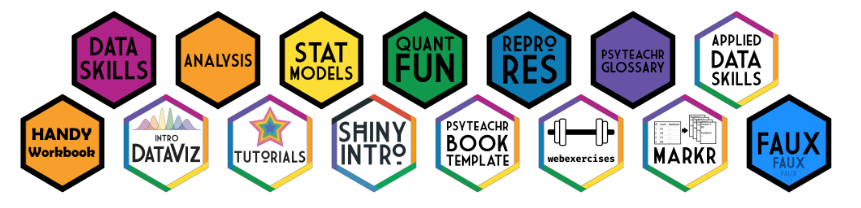 DATA
SKILLS
ANALYSIS
STAT
MODELS
QUANT
FUN
REPRO
RES
PSYTEACHR
GLOSSARY
APPLIED
DATA
SKILLS
HANDY
Workbook
INTRO
DATAVIZ
TUTORIALS
SHINY
INTRO
PSYTEACHR
BOOK
TEMPLATE
webexercises
MARKR
FAUX
FAUX
FAUX